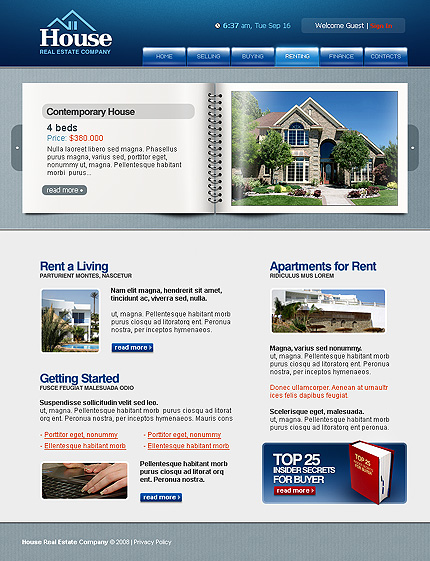 House
REAL ESTATE COMPANY
6:37 am, Tue Sep 16
Welcome Guest | Sign In
HOME
SELLING
BUYING
RENTING
FINANCE
CONTACTS
Contemporary House
4 beds
Price: $380.000
Nulla laoreet libero sed magna. Phasellus
purus magna, varius sed, porttitor eget,
nonummy ut, magna. Pellentesque habitant
morbi purus...
read more
Rent a Living
PARTURIENT MONTES, NASCETUR
Nam elit magna, hendrerit sit amet,
tincidunt ac, viverra sed, nulla.
ut, magna. Pellentesque habitant morb
purus ciosqu ad litoratorq ent. Peronua
nostra, per inceptos hymenaeos.
read more
Getting Started
FUSCE FEUGIAT MALESUADA ODIO
Suspendisse sollicitudin velit sed leo.
ut, magna. Pellentesque habitant morb purus ciosqu ad litorat
orq ent. Peronua nostra, per inceptos hymenaeos. Mauris cons
- Porttitor eget, nonummy
- Porttitor eget, nonummy
- Ellentesque habitant morb
- Ellentesque habitant morb
Pellentesque habitant morb
purus ciosqu ad litorat orq
ent. Peronua nostra.
read more
Apartments for Rent
RIDICULUS MUS LOREM
Magna, varius sed nonummy.
ut, magna. Pellentesque habitant morb
purus ciosqu ad litoratorq ent. Peronua
nostra, per inceptos hymenaeos.
Donec ullamcorper. Aenean at urnaultr
ices felis dapibus feugiat.
Scelerisque eget, malesuada.
ut, magna. Pellentesque habitant morb
purus ciosqu ad litoratorq ent peronua.
TOP 25
INSIDER SECRETS
FOR BUYER
read more
TOP 25
INSIDER SECRETS
FOR BUYER
House Real Estate Company © 2008 | Privacy Policy